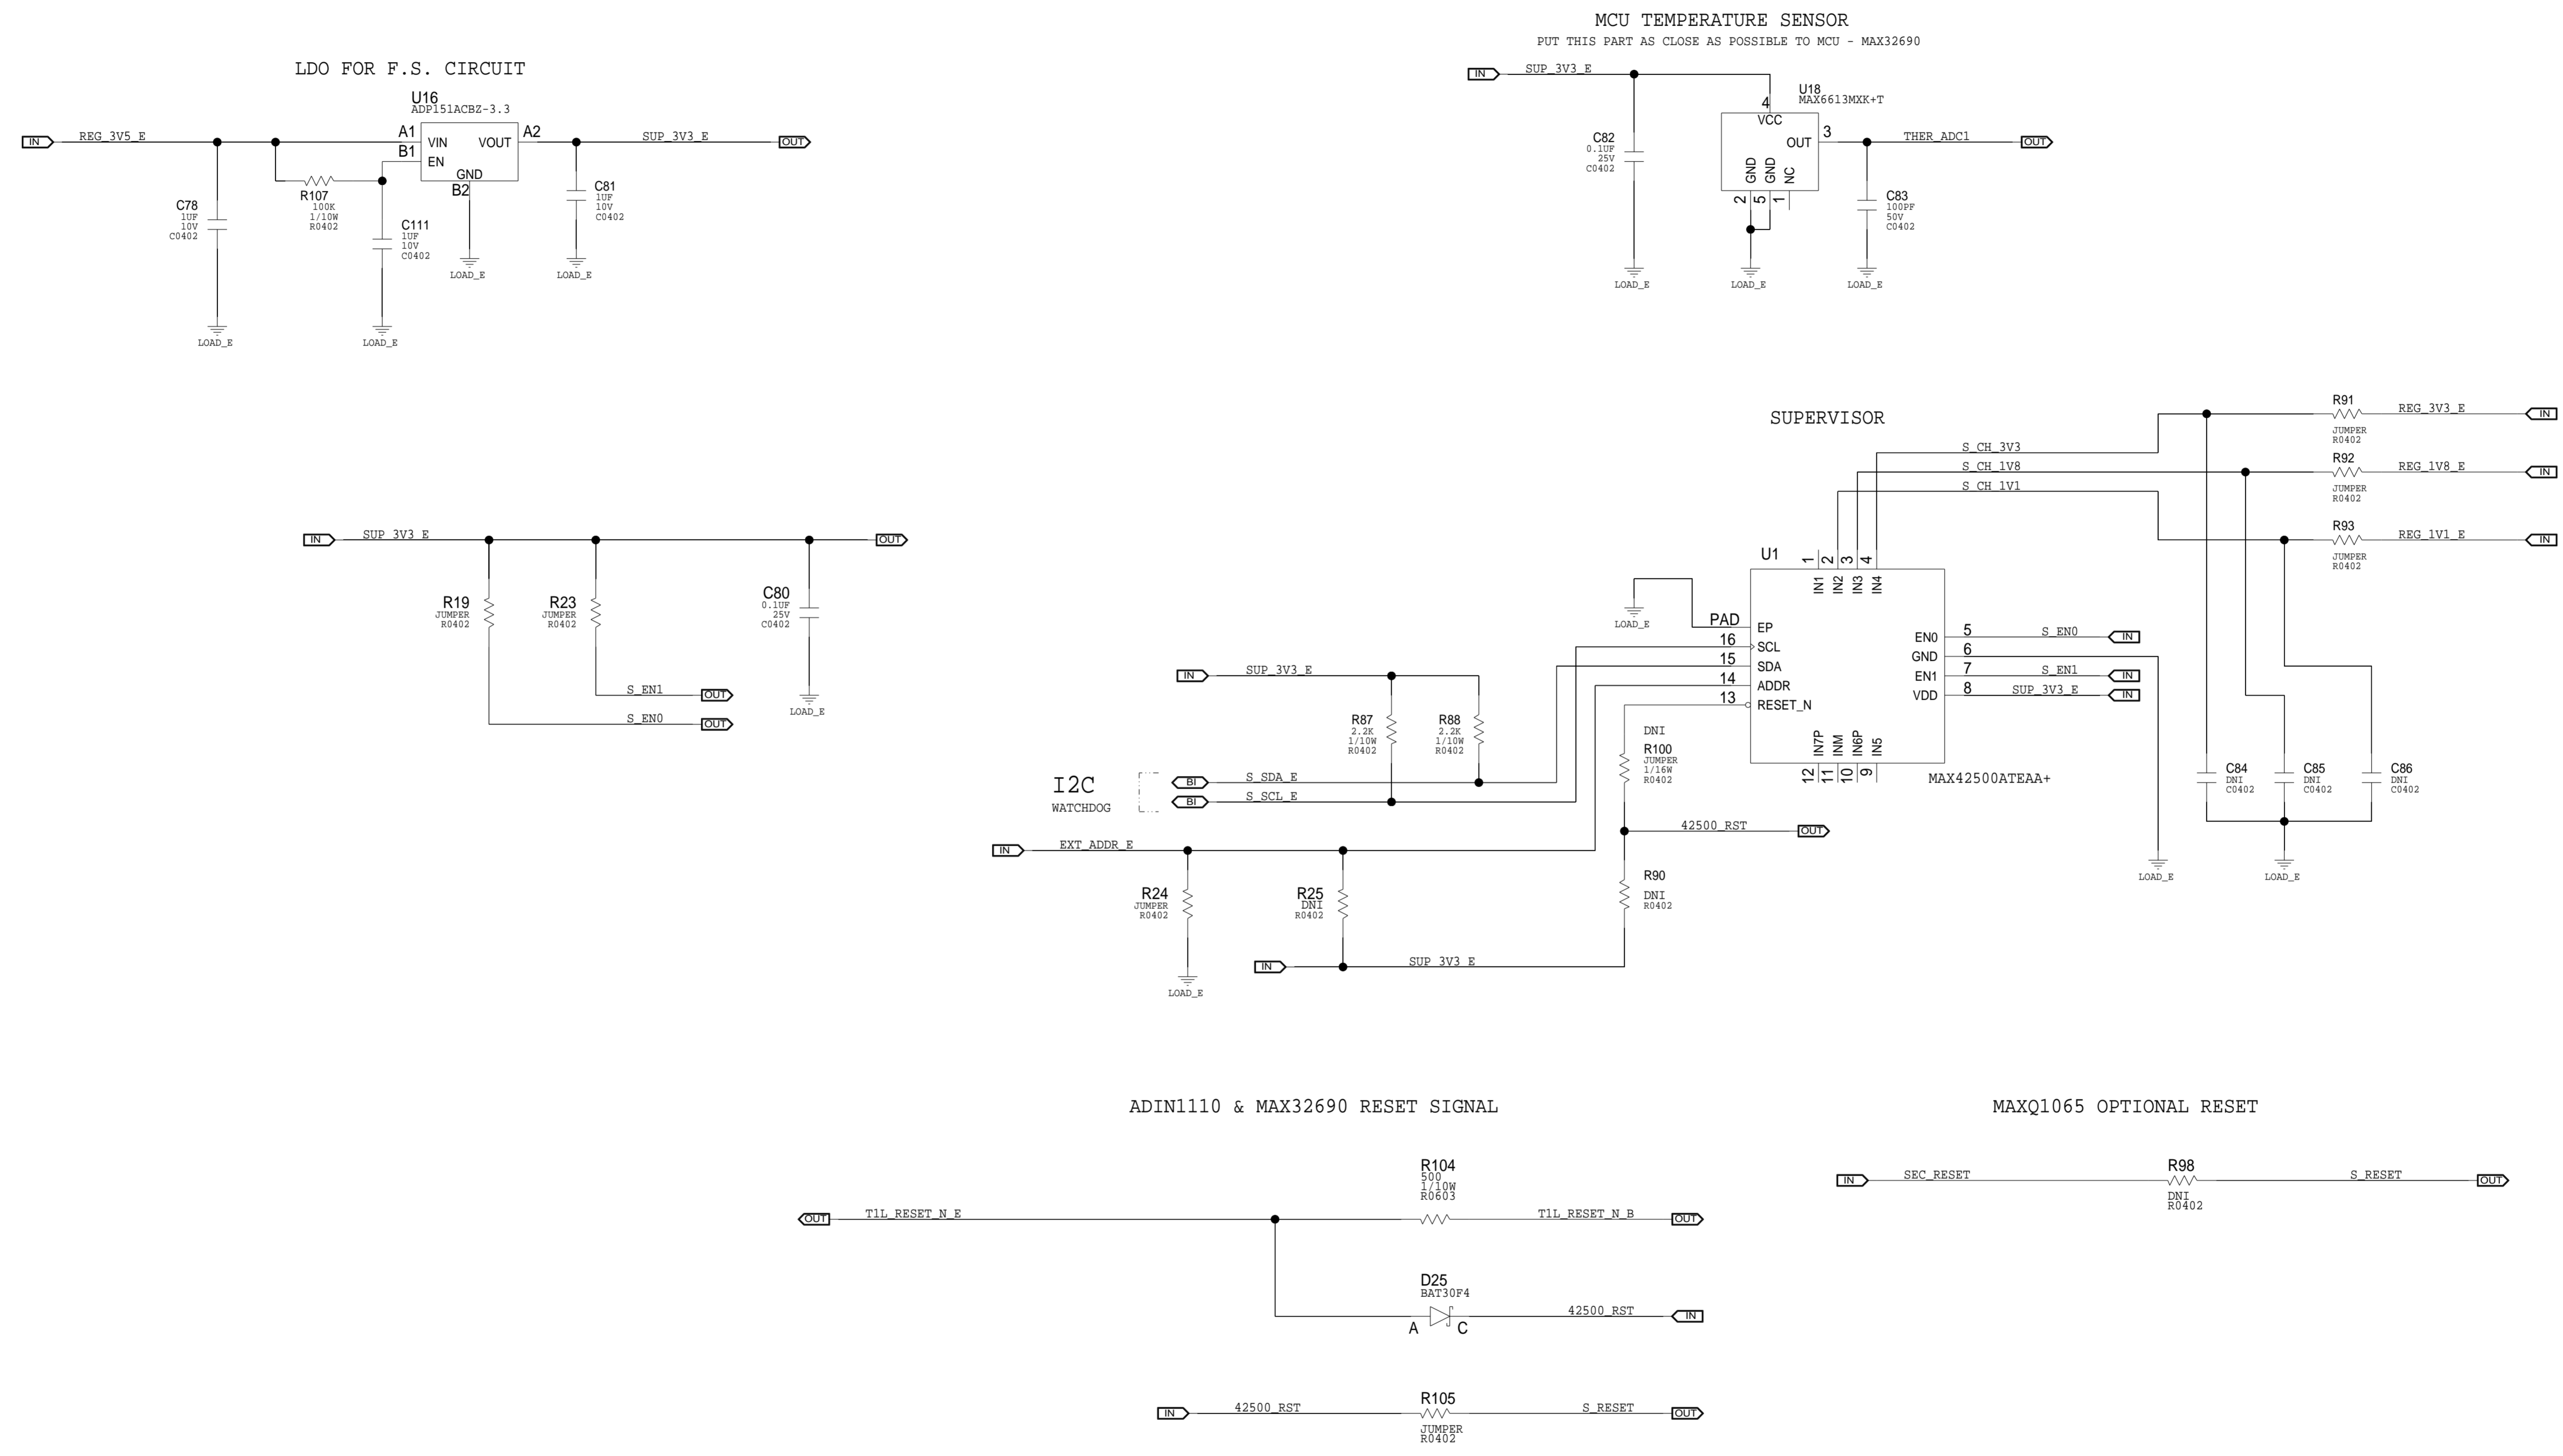 MCU TEMPERATURE SENSOR
PUT THIS PART AS CLOSE AS POSSIBLE TO MCU - MAX32690
LDO FOR F.S. CIRCUIT
U16
ADP151ACBZ-3.3
IN
REG_3V5_E
A1
B1
VIN
EN
VOUT
GND
A2
B2
SUP_3V3_E
OUT
R107
100K
1/10W
R0402
C78
1UF
10V
C0402
C111
1UF
10V
C0402
C81
1UF
10V
C0402
LOAD_E
LOAD_E
LOAD_E
LOAD_E
IN
SUP_3V3_E
U18
MAX6613MXK+T
4
VCC
OUT
3
GND
GND
NC
2
5
1
THER_ADC1
OUT
C82
0.1UF
25V
C0402
C83
100PF
50V
C0402
LOAD_E
LOAD_E
LOAD_E
IN
SUP_3V3_E
OUT
R19
JUMPER
R0402
R23
JUMPER
R0402
C80
0.1UF
25V
C0402
S_EN1
OUT
S_EN0
OUT
LOAD_E
SUPERVISOR
R91
JUMPER
R0402
REG_3V3_E
IN
R92
JUMPER
R0402
REG_1V8_E
IN
R93
JUMPER
R0402
REG_1V1_E
IN
S_CH_3V3
S_CH_1V8
S_CH_1V1
U1
1
2
3
4
IN1
IN2
IN3
IN4
LOAD_E
PAD
EP
16
SCL
15
SDA
14
ADDR
13
RESET_N
EN0
5
S_EN0
IN
GND
6
EN1
7
S_EN1
IN
VDD
8
SUP_3V3_E
IN
IN7P
INM
IN6P
IN5
12
11
10
9
MAX42500ATEAA+
IN
SUP_3V3_E
R87
2.2K
1/10W
R0402
R88
2.2K
1/10W
R0402
I2C
WATCHDOG
BI
S_SDA_E
BI
S_SCL_E
DNI
R100
JUMPER
1/16W
R0402
42500_RST
OUT
R90
DNI
R0402
IN
EXT_ADDR_E
R24
JUMPER
R0402
R25
DNI
R0402
IN
SUP_3V3_E
LOAD_E
C84
DNI
C0402
C85
DNI
C0402
C86
DNI
C0402
LOAD_E
LOAD_E
ADIN1110 & MAX32690 RESET SIGNAL
R104
500
1/10W
R0603
OUT
T1L_RESET_N_E
T1L_RESET_N_B
OUT
D25
BAT30F4
A
C
42500_RST
IN
IN
42500_RST
R105
JUMPER
R0402
S_RESET
OUT
MAXQ1065 OPTIONAL RESET
IN
SEC_RESET
R98
DNI
R0402
S_RESET
OUT